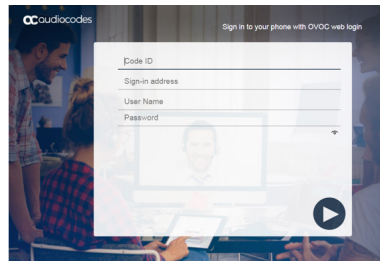 audiocodes
Sign in to your phone with OVOC web login
Code ID
Sign-in address
User Name
Password